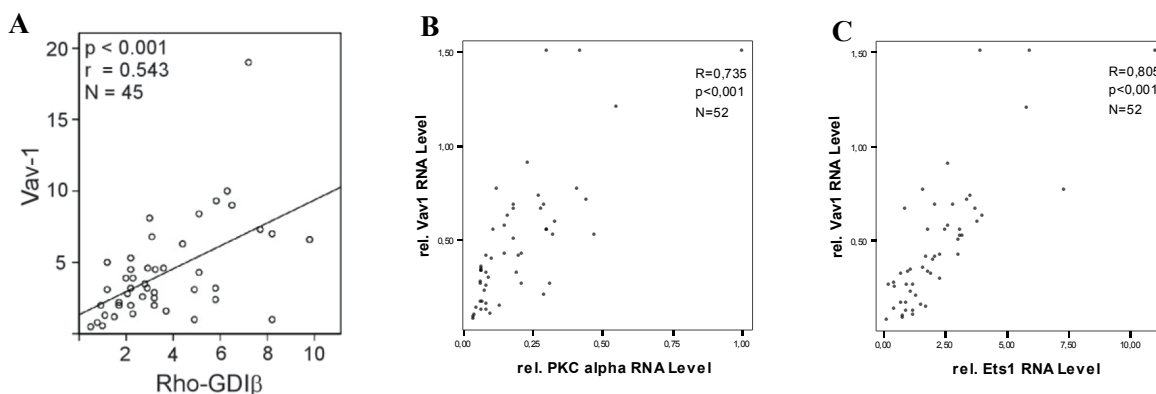 A
p < 0.001
r = 0.543
N = 45
20
15
10
5
2 4 6 8 10
Vav-1
Rho-GDIβ
B
1,50
1,00
0,50
0,00
0,00 0,25 0,50 0,75 1,00
R=0,735
p<0,001
N=52
rel. Vav1 RNA Level
rel. PKC alpha RNA Level
C
1,50
1,00
0,50
0,00
0,00 2,50 5,00 7,50 10,00
R=0,805
p<0,001
N=52
rel. Vav1 RNA Level
rel. Ets1 RNA Level